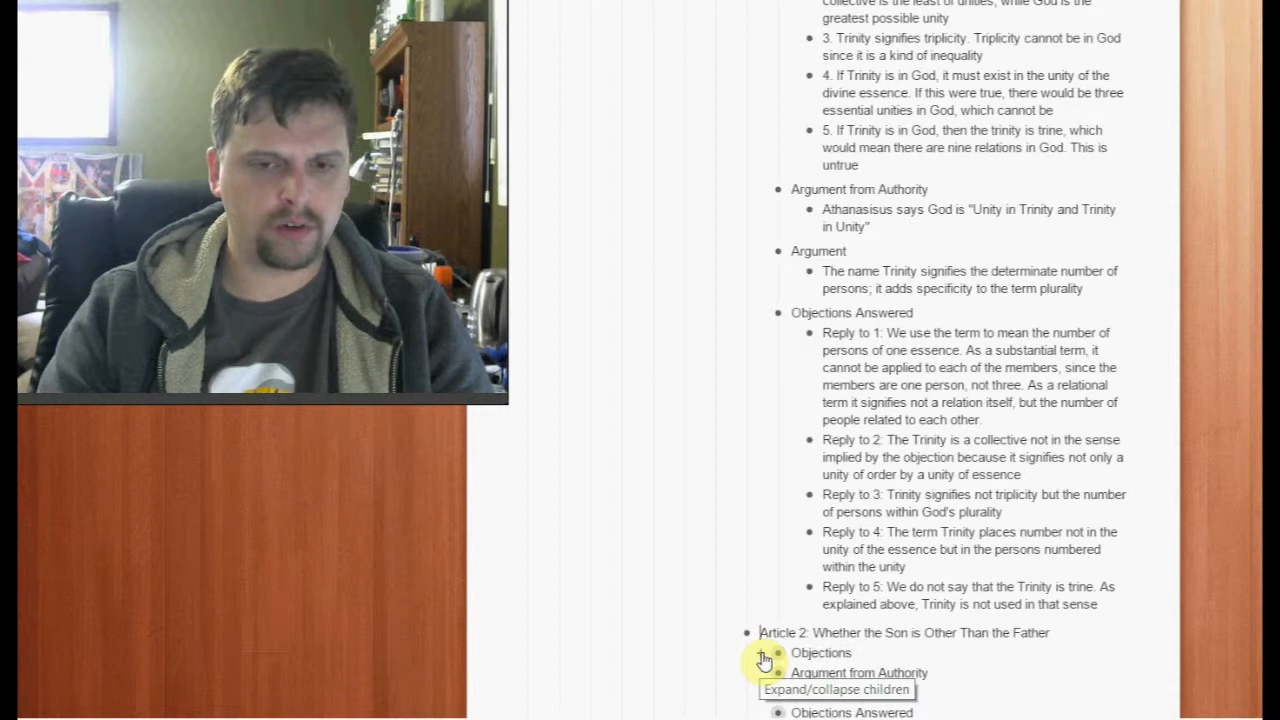 collective is the least of unities, while God is the
greatest possible unity
3. Trinity signifies triplicity. Triplicity cannot be in God
since it is a kind of inequality
4. If Trinity is in God, it must exist in the unity of the
divine essence. If this were true, there would be three
essential unities in God, which cannot be
5. If Trinity is in God, then the trinity is trine, which
would mean there are nine relations in God. This is
untrue
Argument from Authority
Athanasisus says God is "Unity in Trinity and Trinity
in Unity"
Argument
The name Trinity signifies the determinate number of
persons; it adds specificity to the term plurality
Objections Answered
Reply to 1: We use the term to mean the number of
persons of one essence. As a substantial term, it
cannot be applied to each of the members, since the
members are one person, not three. As a relational
term it signifies not a relation itself, but the number of
people related to each other.
Reply to 2: The Trinity is a collective not in the sense
implied by the objection because it signifies not only a
unity of order by a unity of essence
Reply to 3: Trinity signifies not triplicity but the number
of persons within God's plurality
Reply to 4: The term Trinity places number not in the
unity of the essence but in the persons numbered
within the unity
Reply to 5: We do not say that the Trinity is trine. As
explained above, Trinity is not used in that sense
Article 2: Whether the Son is Other Than the Father
Objections
Argument from Authority
Expand/collapse children
Objections Answered